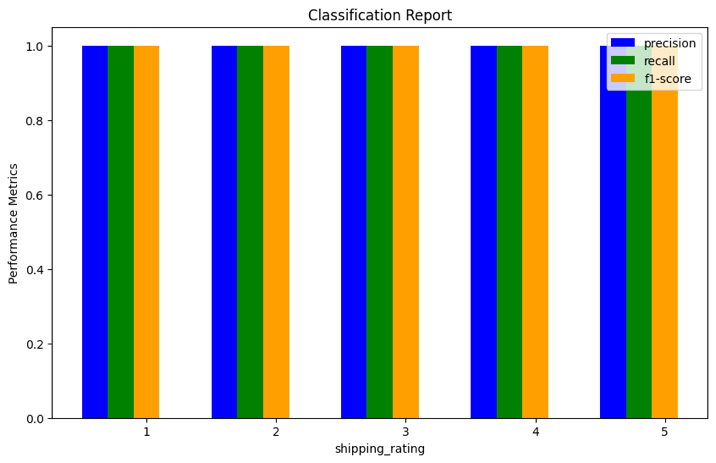 Classification Report
precision
recall
f1-score
Performance Metrics
1.0
0.8
0.6
0.4
0.2
0.0
1 2 3 4 5
shipping_rating